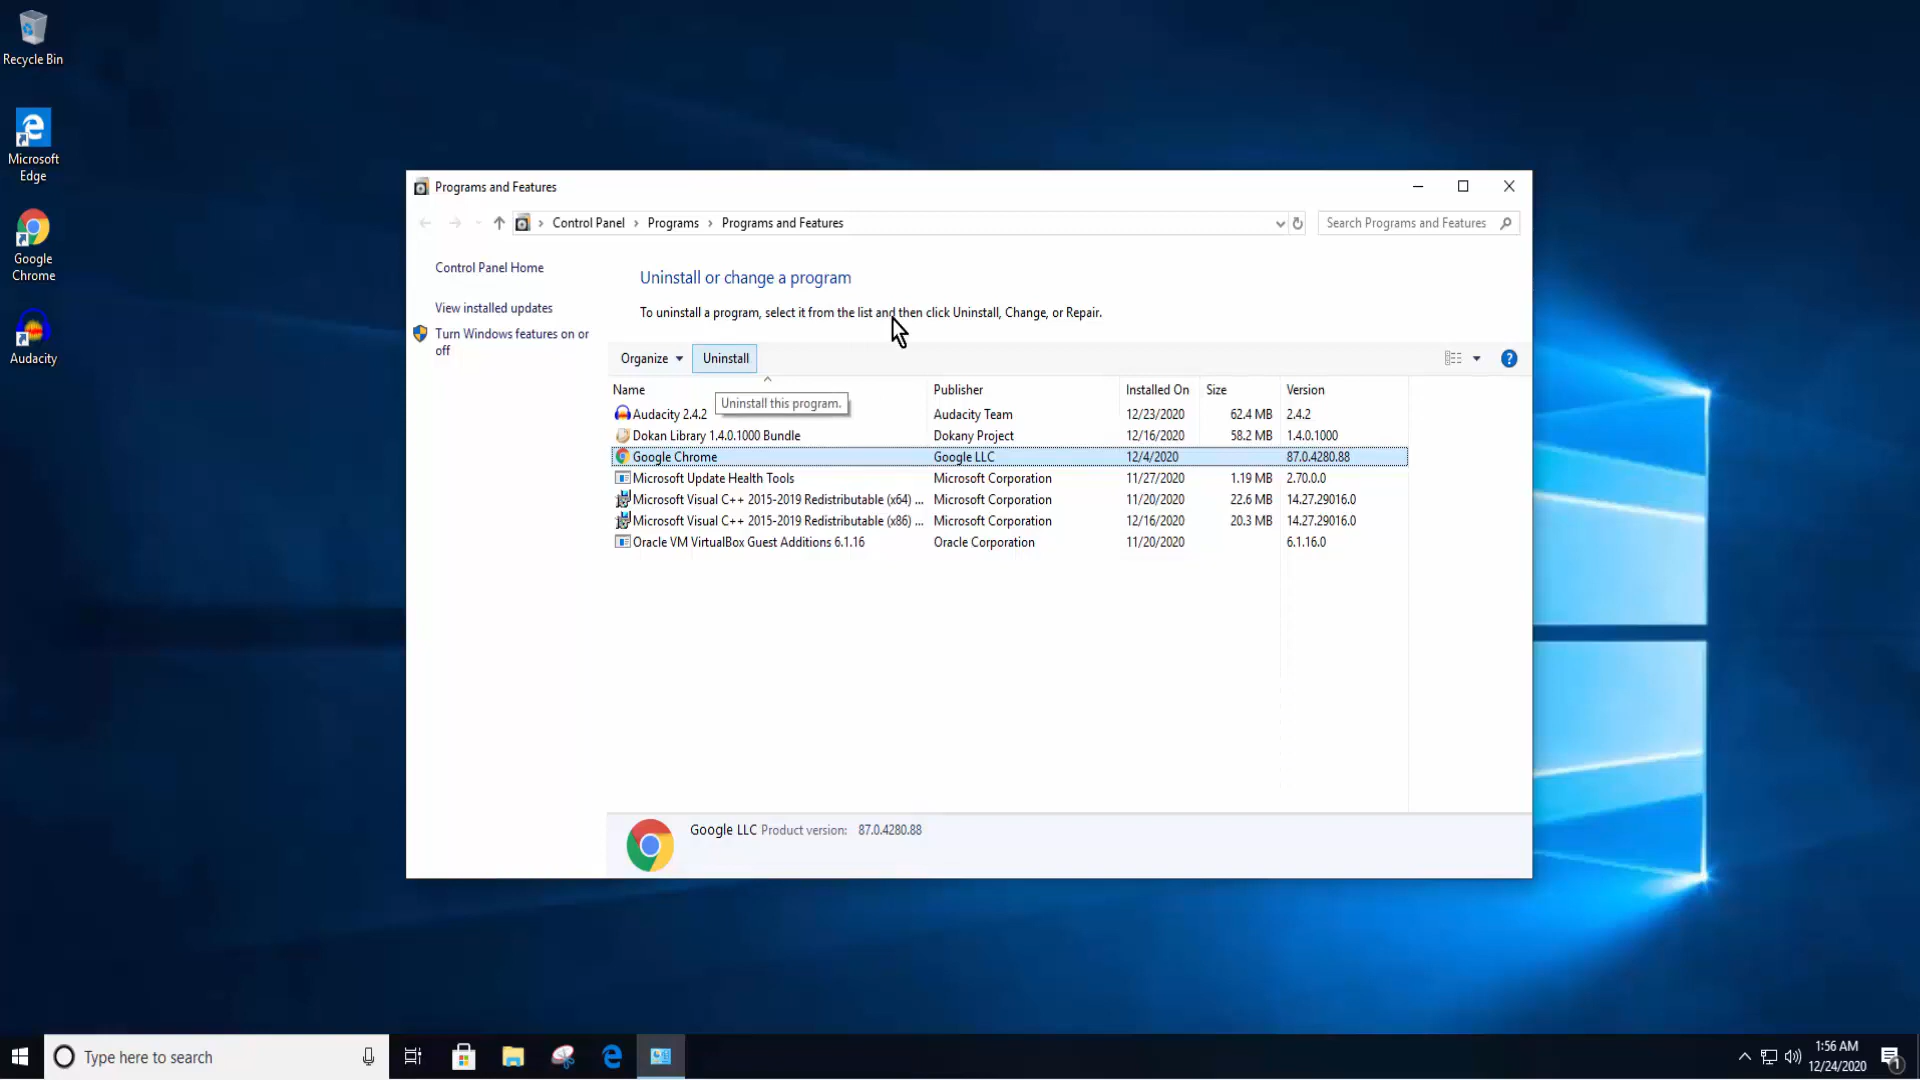 Recycle Bin
Microsoft
Edge
Google
Chrome
Audacity
Programs and Features
Control Panel > Programs > Programs and Features
Search Programs and Features
Control Panel Home
View installed updates
Turn Windows features on or
off
Uninstall or change a program
To uninstall a program, select it from the list and then click Uninstall, Change, or Repair.
Organize Uninstall
Uninstall this program.
Name Publisher Installed On Size Version
Audacity 2.4.2 Audacity Team 12/23/2020 62.4 MB 2.4.2
Dokan Library 1.4.0.1000 Bundle Dokany Project 12/16/2020 58.2 MB 1.4.0.1000
Google Chrome Google LLC 12/4/2020 87.0.4280.88
Microsoft Update Health Tools Microsoft Corporation 11/27/2020 1.19 MB 2.70.0.0
Microsoft Visual C++ 2015-2019 Redistributable (x64) ... Microsoft Corporation 11/20/2020 22.6 MB 14.27.29016.0
Microsoft Visual C++ 2015-2019 Redistributable (x86) ... Microsoft Corporation 12/16/2020 20.3 MB 14.27.29016.0
Oracle VM VirtualBox Guest Additions 6.1.16 Oracle Corporation 11/20/2020 6.1.16.0
Google LLC Product version: 87.0.4280.88
Type here to search
1:56 AM
12/24/2020
1